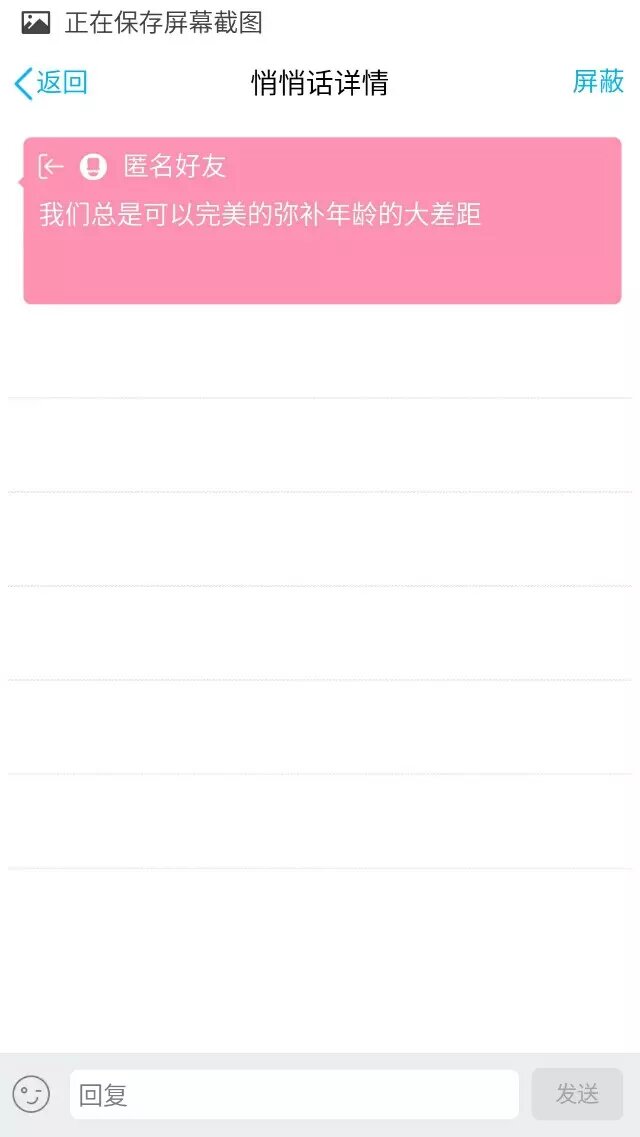 正在保存屏幕截图
返回
悄悄话详情
屏蔽
匿名好友
我们总是可以完美的弥补年龄的大差距
回复
发送